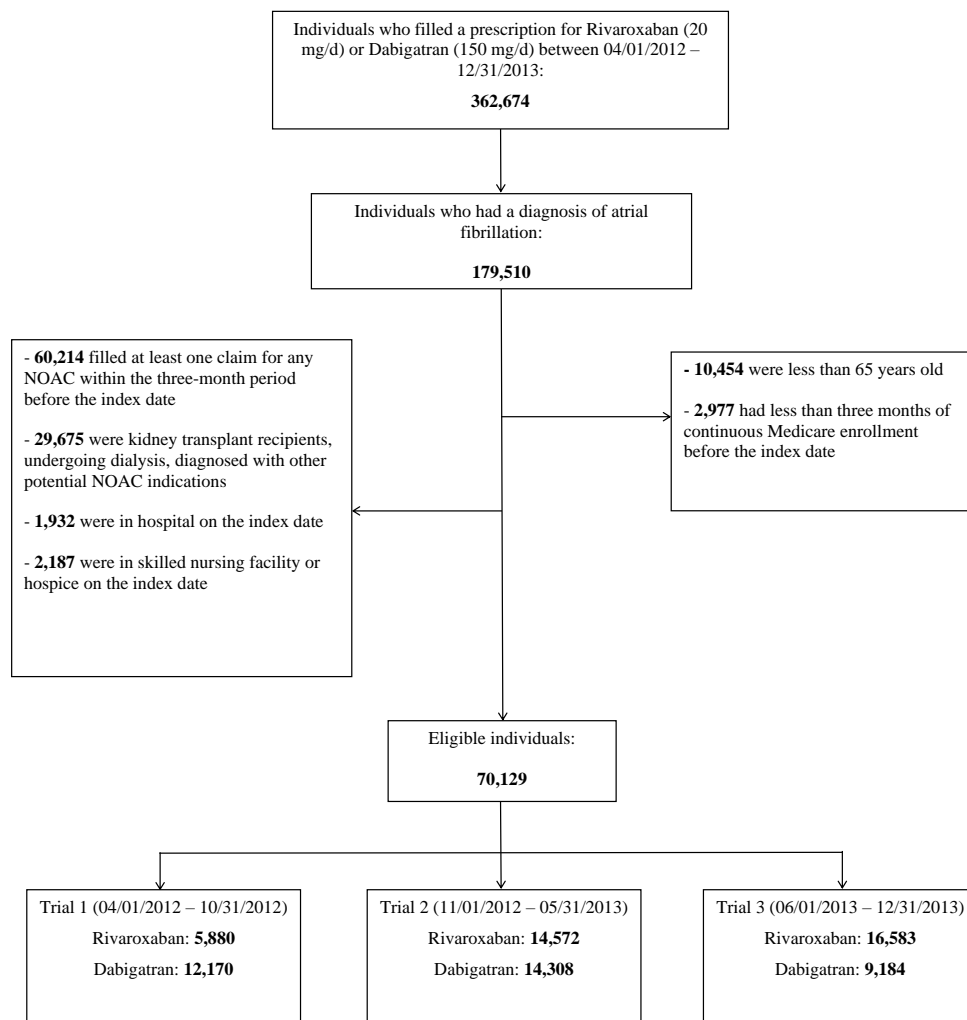 Individuals who filled a prescription for Rivaroxaban (20
mg/d) or Dabigatran (150 mg/d) between 04/01/2012 –
12/31/2013:
362,674
Individuals who had a diagnosis of atrial
fibrillation:
179,510
- 60,214 filled at least one claim for any
NOAC within the three-month period
before the index date
- 29,675 were kidney transplant recipients,
undergoing dialysis, diagnosed with other
potential NOAC indications
- 1,932 were in hospital on the index date
- 2,187 were in skilled nursing facility or
hospice on the index date
- 10,454 were less than 65 years old
- 2,977 had less than three months of
continuous Medicare enrollment
before the index date
Eligible individuals:
70,129
Trial 1 (04/01/2012 – 10/31/2012)
Rivaroxaban: 5,880
Dabigatran: 12,170
Trial 2 (11/01/2012 – 05/31/2013)
Rivaroxaban: 14,572
Dabigatran: 14,308
Trial 3 (06/01/2013 – 12/31/2013)
Rivaroxaban: 16,583
Dabigatran: 9,184